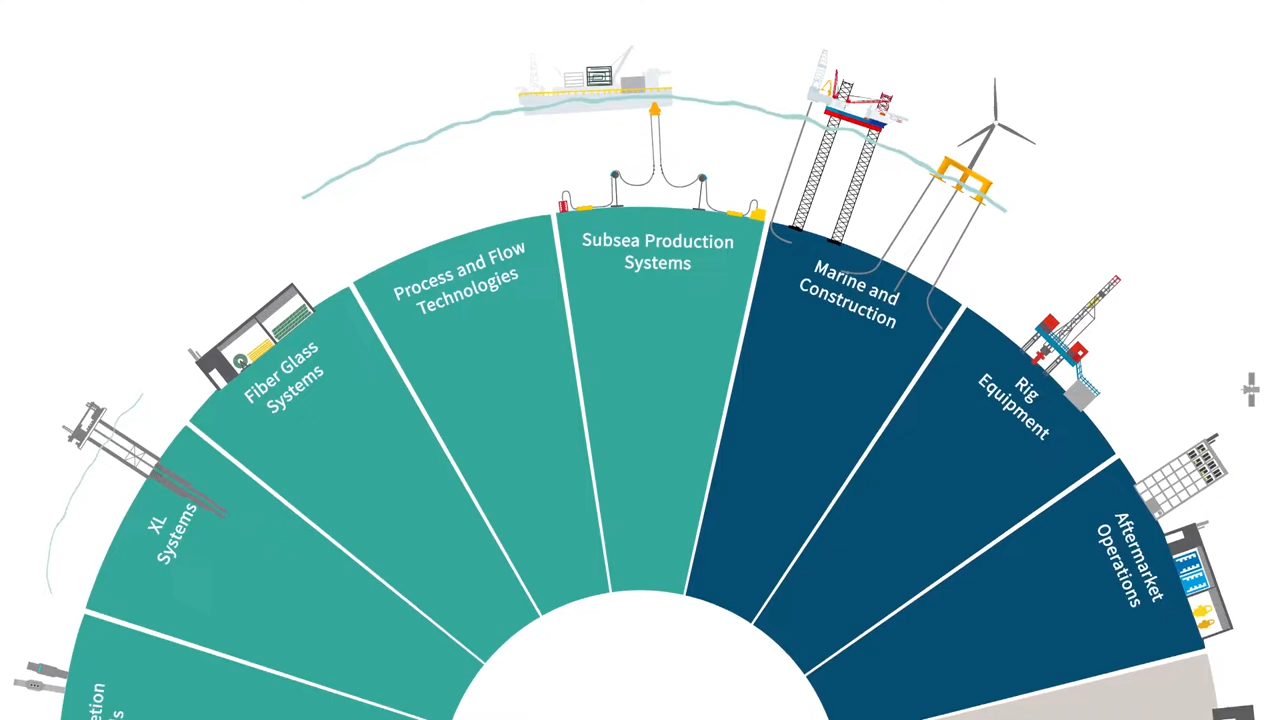 Subsea Production
Systems
Process and Flow
Technologies
Marine and
Construction
Fiber Glass
Systems
Rig
Equipment
XL
Systems
Aftermarket
Operations